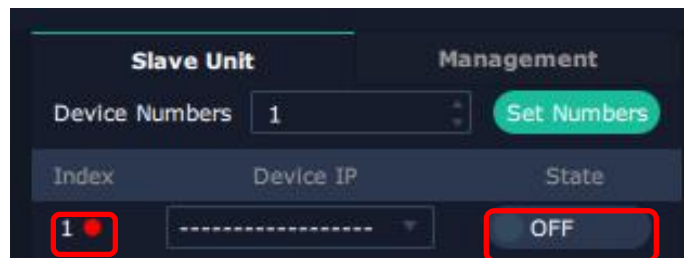 Slave Unit Management
Device Numbers 1 Set Numbers
Index Device IP State
1 ------------------ OFF